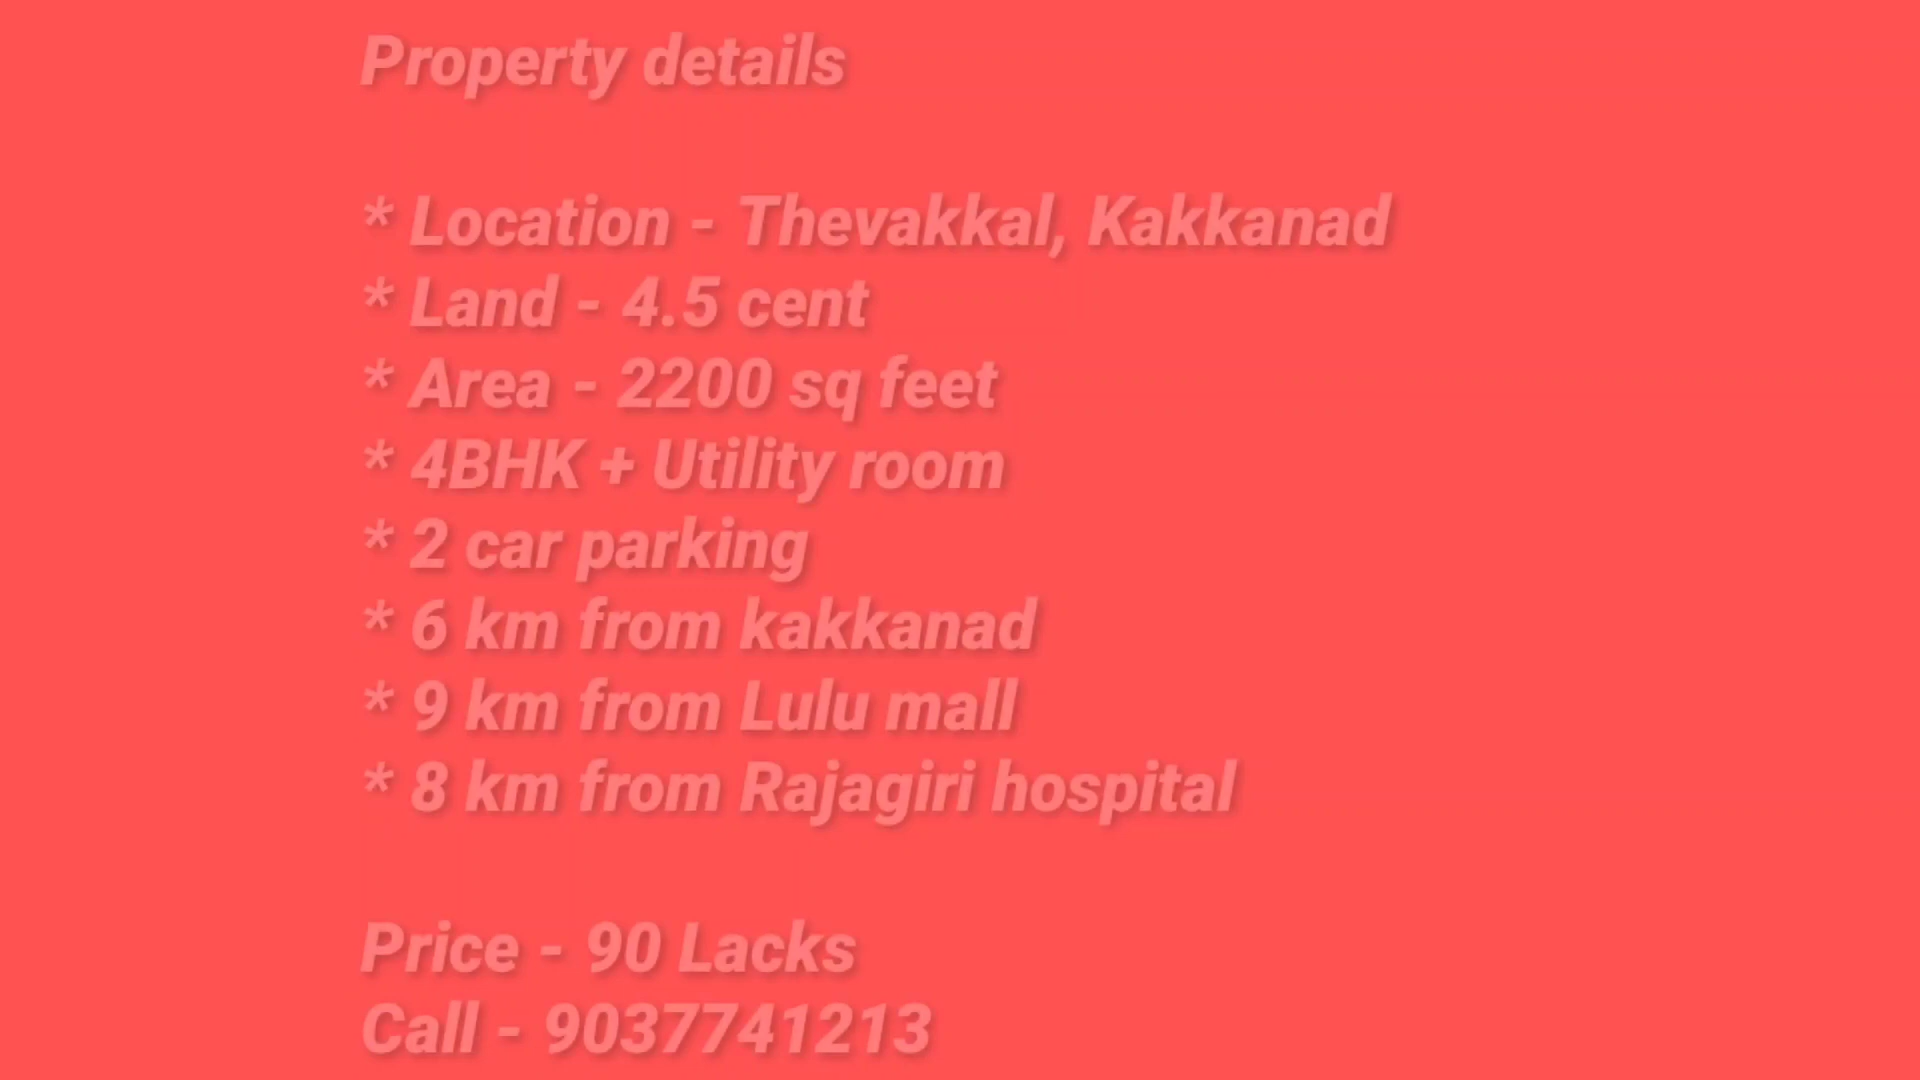 Property details
* Location - Thevakkal, Kakkanad
* Land - 4.5 cent
* Area - 2200 sq feet
* 4BHK + Utility room
* 2 car parking
* 6 km from kakkanad
* 9 km from Lulu mall
* 8 km from Rajagiri hospital
Price - 90 Lacks
Call - 9037741213